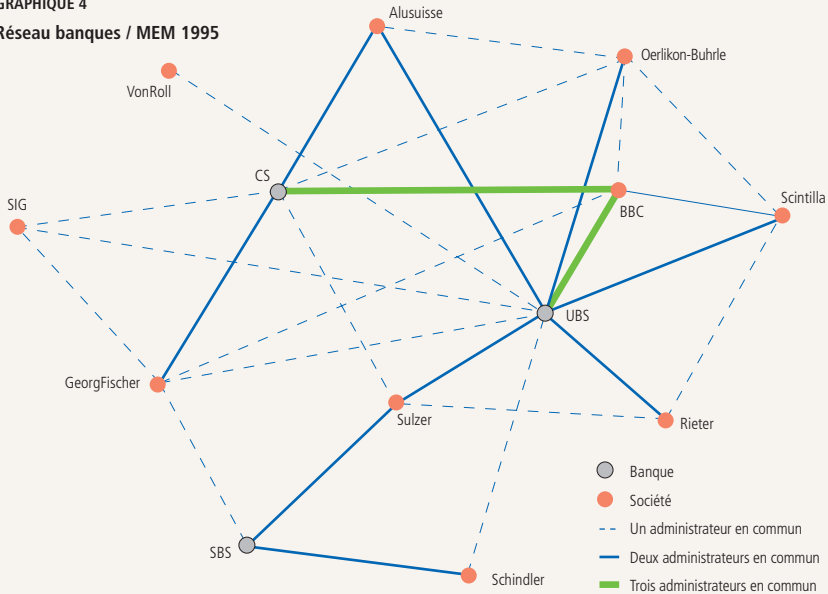 GRAPHIQUE 4
Réseau banques / MEM 1995
Alusuisse
Oerlikon-Buhrle
VonRoll
CS
SIG
BBC
Scintilla
UBS
GeorgFischer
Sulzer
Rieter
SBS
Schindler
Banque
Société
Un administrateur en commun
Deux administrateurs en commun
Trois administrateurs en commun